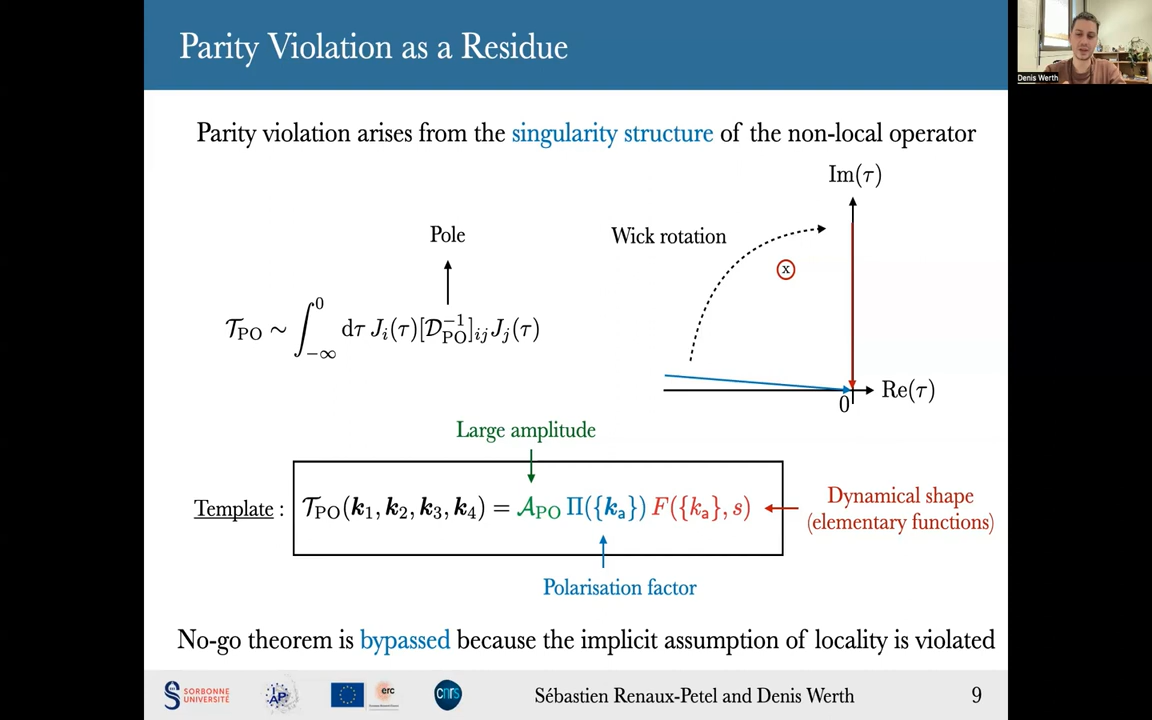 Parity Violation as a Residue
Denis Werth
Parity violation arises from the singularity structure of the non-local operator
Im(τ)
Pole
Wick rotation
x
𝒯_PO ∼ ∫_{−∞}^{0} dτ J_i(τ)[𝒟_PO^{−1}]_{ij} J_j(τ)
Re(τ)
0
Large amplitude
Template : 𝒯_PO(k₁, k₂, k₃, k₄) = 𝒜_PO Π({k_a}) F({k_a}, s)
Dynamical shape
(elementary functions)
Polarisation factor
No-go theorem is bypassed because the implicit assumption of locality is violated
SORBONNE
UNIVERSITÉ
IAP
erc
cnrs
Sébastien Renaux-Petel and Denis Werth
9